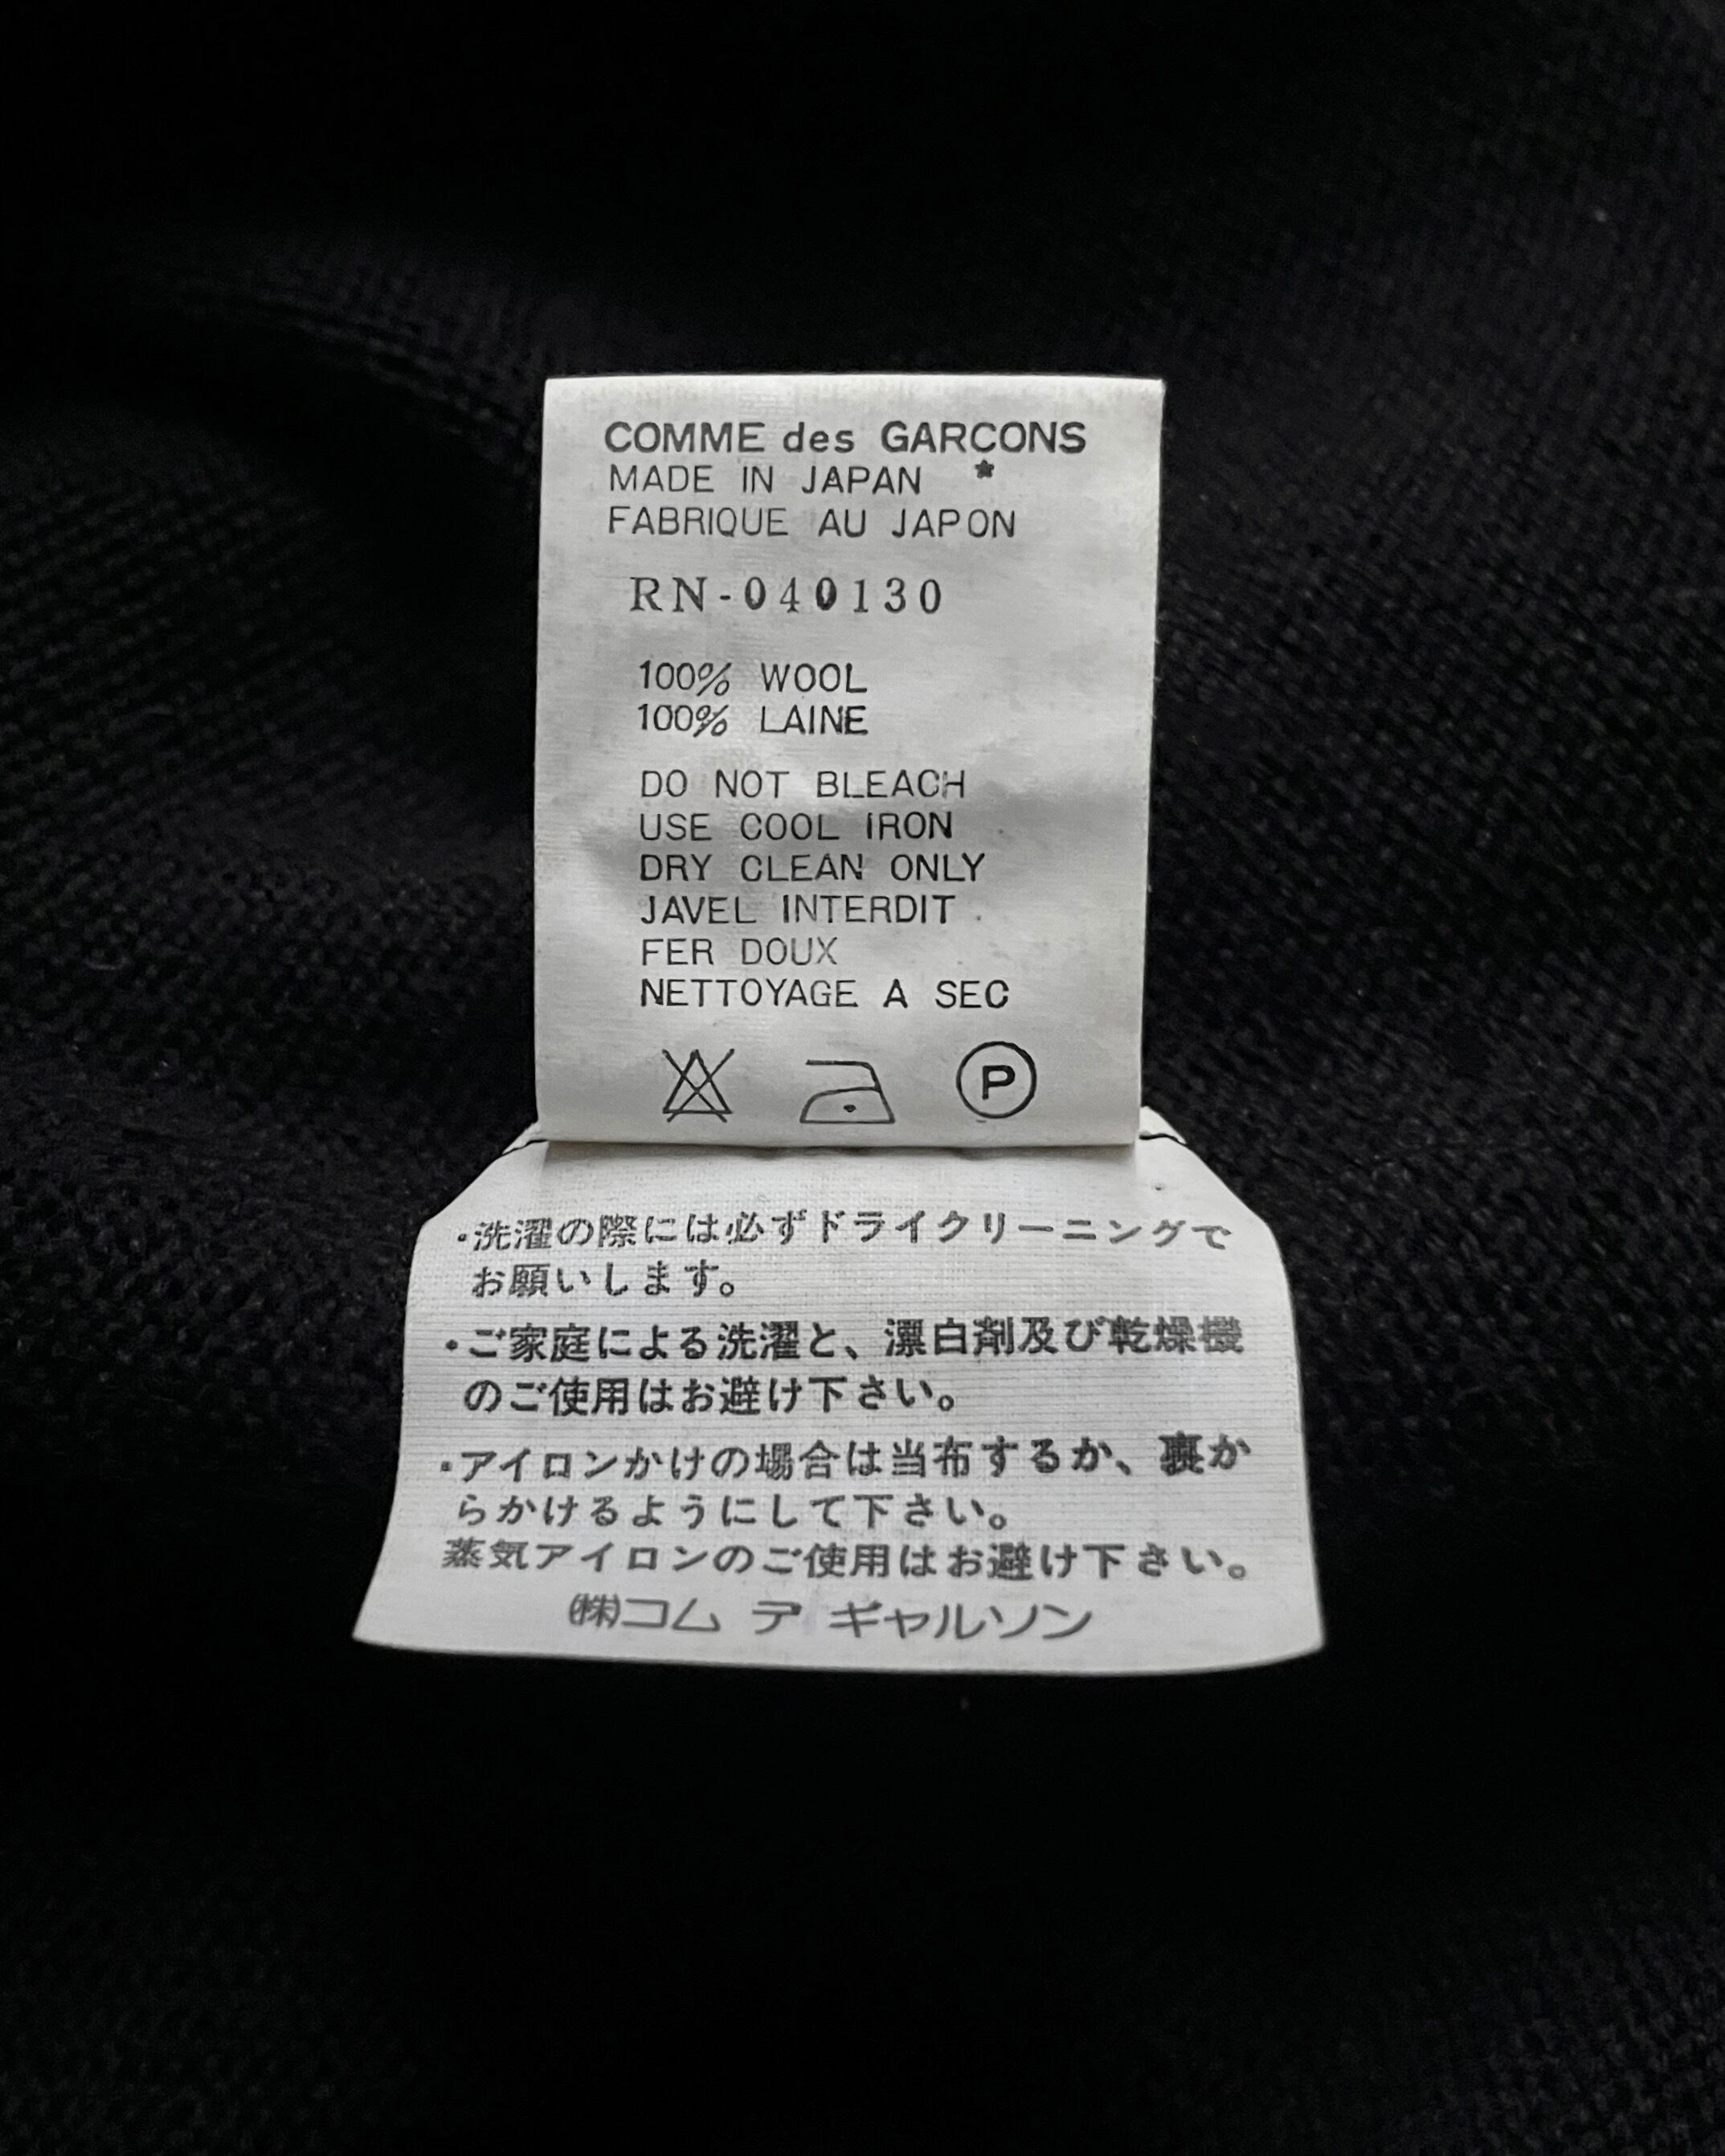 COMME des GARCONS
★
MADE IN JAPAN
FABRIQUE AU JAPON
RN-040130
100% WOOL
100% LAINE
DO NOT BLEACH
USE COOL IRON
DRY CLEAN ONLY
JAVEL INTERDIT
FER DOUX
NETTOYAGE A SEC
P
・洗濯の際には必ずドライクリーニングで
お願いします。
・ご家庭による洗濯と、漂白剤及び乾燥機
のご使用はお避け下さい。
・アイロンかけの場合は当布するか、裏か
らかけるようにして下さい。
蒸気アイロンのご使用はお避け下さい。
㈱コム デ ギャルソン